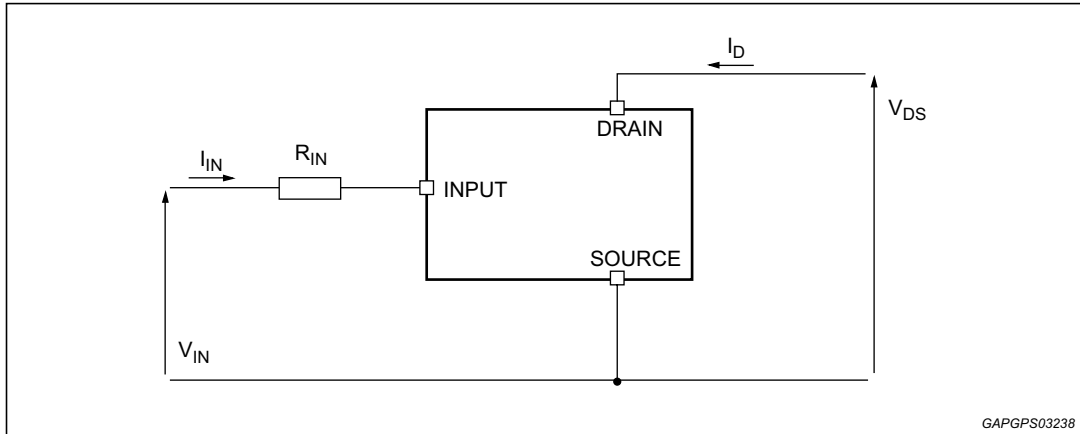 I_D
DRAIN
V_DS
I_IN
R_IN
INPUT
SOURCE
V_IN
GAPGPS03238